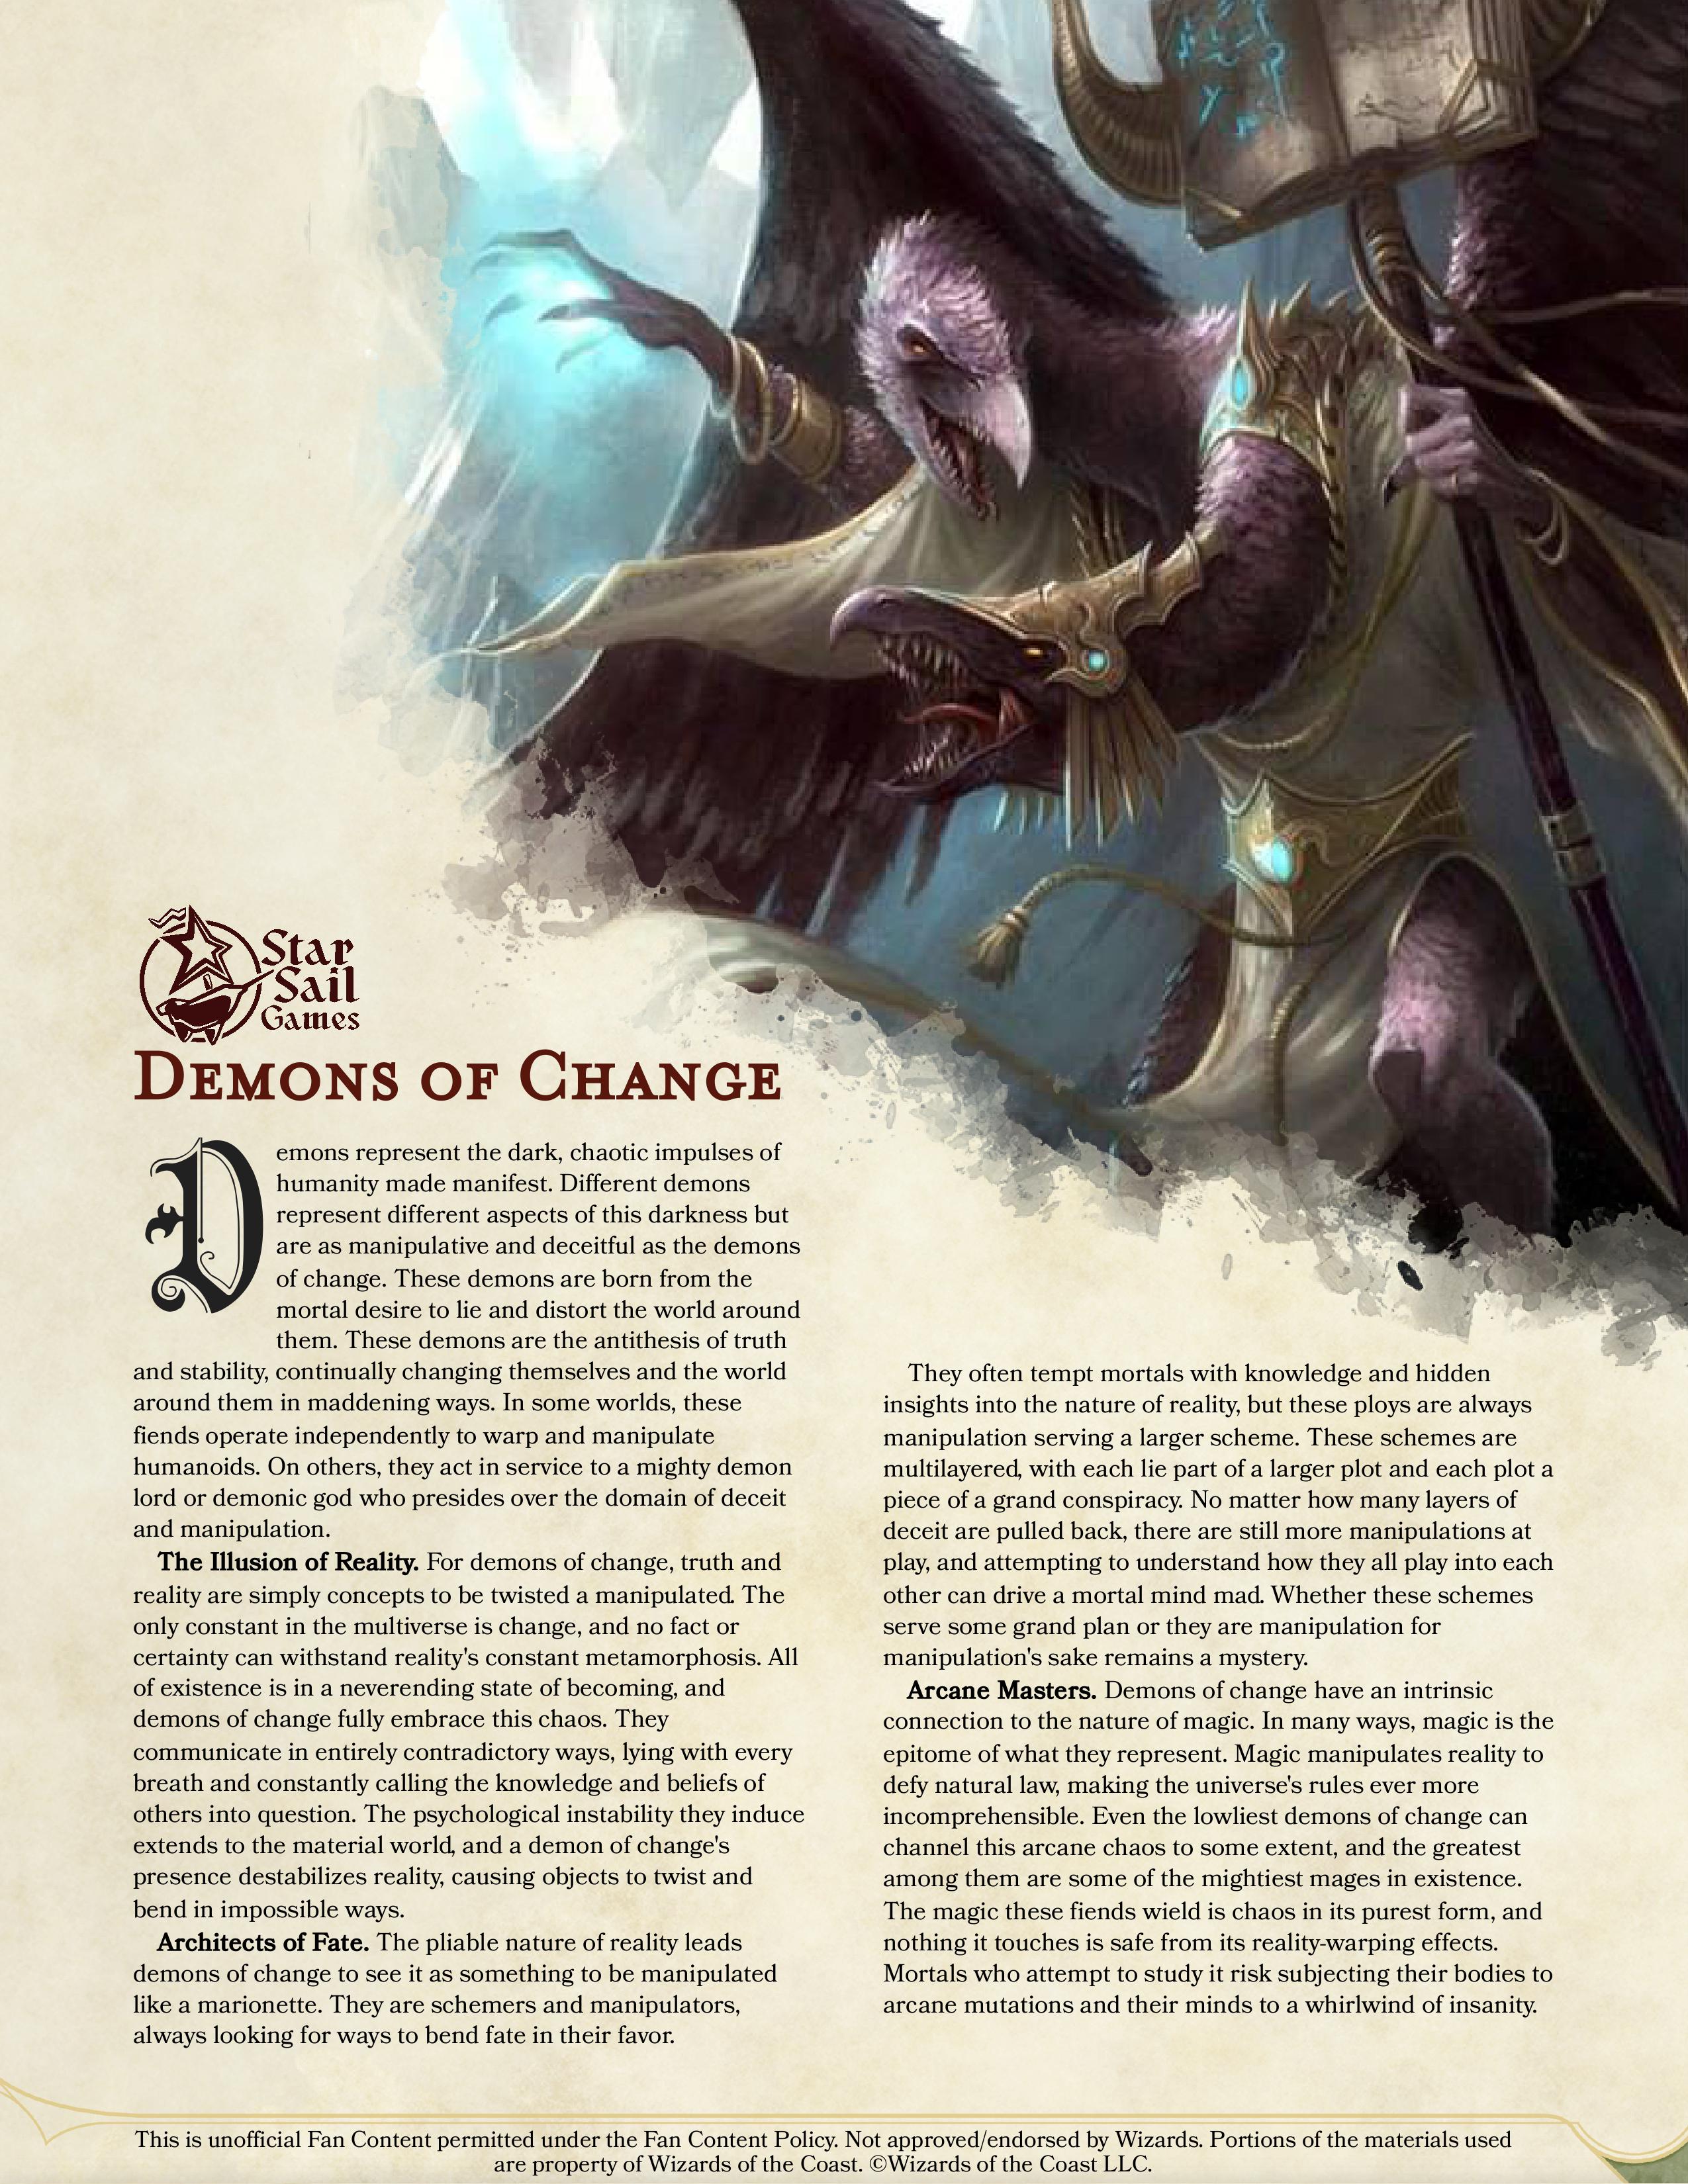 Star
Sail
Games
Demons of Change
Demons represent the dark, chaotic impulses of
humanity made manifest. Different demons
represent different aspects of this darkness but
are as manipulative and deceitful as the demons
of change. These demons are born from the
mortal desire to lie and distort the world around
them. These demons are the antithesis of truth
and stability, continually changing themselves and the world
around them in maddening ways. In some worlds, these
fiends operate independently to warp and manipulate
humanoids. On others, they act in service to a mighty demon
lord or demonic god who presides over the domain of deceit
and manipulation.
The Illusion of Reality. For demons of change, truth and
reality are simply concepts to be twisted a manipulated. The
only constant in the multiverse is change, and no fact or
certainty can withstand reality's constant metamorphosis. All
of existence is in a neverending state of becoming, and
demons of change fully embrace this chaos. They
communicate in entirely contradictory ways, lying with every
breath and constantly calling the knowledge and beliefs of
others into question. The psychological instability they induce
extends to the material world, and a demon of change's
presence destabilizes reality, causing objects to twist and
bend in impossible ways.
Architects of Fate. The pliable nature of reality leads
demons of change to see it as something to be manipulated
like a marionette. They are schemers and manipulators,
always looking for ways to bend fate in their favor.
They often tempt mortals with knowledge and hidden
insights into the nature of reality, but these ploys are always
manipulation serving a larger scheme. These schemes are
multilayered, with each lie part of a larger plot and each plot a
piece of a grand conspiracy. No matter how many layers of
deceit are pulled back, there are still more manipulations at
play, and attempting to understand how they all play into each
other can drive a mortal mind mad. Whether these schemes
serve some grand plan or they are manipulation for
manipulation's sake remains a mystery.
Arcane Masters. Demons of change have an intrinsic
connection to the nature of magic. In many ways, magic is the
epitome of what they represent. Magic manipulates reality to
defy natural law, making the universe's rules ever more
incomprehensible. Even the lowliest demons of change can
channel this arcane chaos to some extent, and the greatest
among them are some of the mightiest mages in existence.
The magic these fiends wield is chaos in its purest form, and
nothing it touches is safe from its reality-warping effects.
Mortals who attempt to study it risk subjecting their bodies to
arcane mutations and their minds to a whirlwind of insanity.
This is unofficial Fan Content permitted under the Fan Content Policy. Not approved/endorsed by Wizards. Portions of the materials used
are property of Wizards of the Coast. ©Wizards of the Coast LLC.